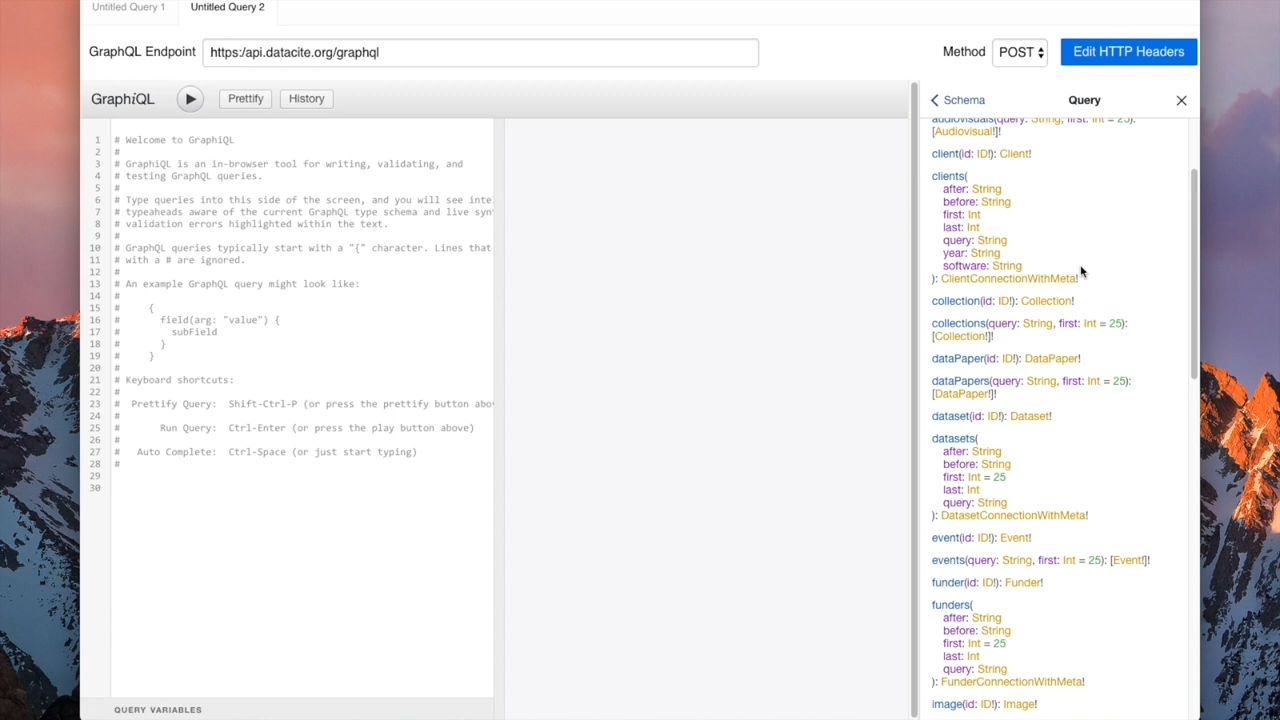 Untitled Query 1
Untitled Query 2
GraphQL Endpoint
https:/api.datacite.org/graphql
Method
POST
Edit HTTP Headers
GraphiQL
Prettify
History
1 # Welcome to GraphiQL
2 #
3 # GraphiQL is an in-browser tool for writing, validating, and
4 # testing GraphQL queries.
5 #
6 # Type queries into this side of the screen, and you will see inte
7 # typeaheads aware of the current GraphQL type schema and live syn
8 # validation errors highlighted within the text.
9 #
10 # GraphQL queries typically start with a "{" character. Lines that
11 # with a # are ignored.
12 #
13 # An example GraphQL query might look like:
14 #
15 #     {
16 #       field(arg: "value") {
17 #         subField
18 #       }
19 #     }
20 #
21 # Keyboard shortcuts:
22 #
23 #  Prettify Query:  Shift-Ctrl-P (or press the prettify button abov
24 #
25 #       Run Query:  Ctrl-Enter (or press the play button above)
26 #
27 #   Auto Complete:  Ctrl-Space (or just start typing)
28 #
29
30
QUERY VARIABLES
Schema
Query
audiovisuals(query: String, first: Int = 25):
[Audiovisual!]!
client(id: ID!): Client!
clients(
after: String
before: String
first: Int
last: Int
query: String
year: String
software: String
): ClientConnectionWithMeta!
collection(id: ID!): Collection!
collections(query: String, first: Int = 25):
[Collection!]!
dataPaper(id: ID!): DataPaper!
dataPapers(query: String, first: Int = 25):
[DataPaper!]!
dataset(id: ID!): Dataset!
datasets(
after: String
before: String
first: Int = 25
last: Int
query: String
): DatasetConnectionWithMeta!
event(id: ID!): Event!
events(query: String, first: Int = 25): [Event!]!
funder(id: ID!): Funder!
funders(
after: String
before: String
first: Int = 25
last: Int
query: String
): FunderConnectionWithMeta!
image(id: ID!): Image!